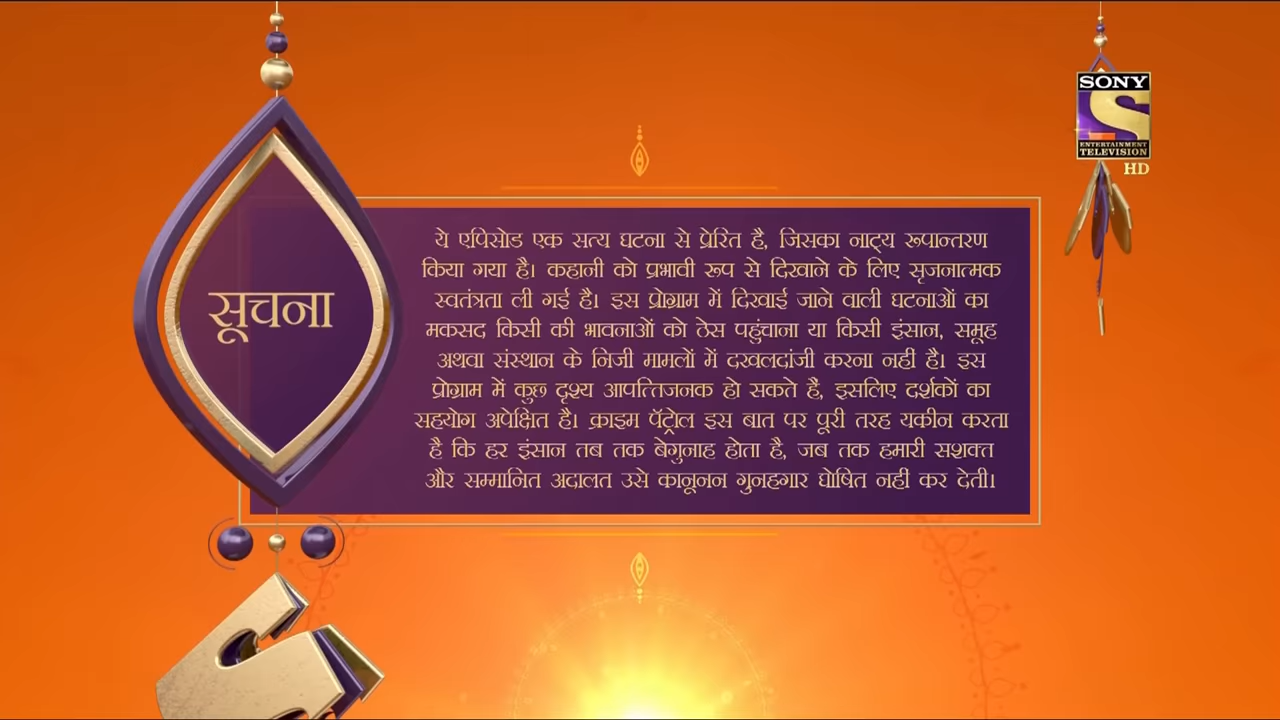 सूचना
ये एपिसोड एक सत्य घटना से प्रेरित है, जिसका नाट्य रूपान्तरण
किया गया है। कहानी को प्रभावी रूप से दिखाने के लिए सृजनात्मक
स्वतंत्रता ली गई है। इस प्रोग्राम में दिखाई जाने वाली घटनाओं का
मकसद किसी की भावनाओं को ठेस पहुंचाना या किसी इंसान, समूह
अथवा संस्थान के निजी मामलों में दखलदांजी करना नहीं है। इस
प्रोग्राम में कुछ दृश्य आपत्तिजनक हो सकते हैं, इसलिए दर्शकों का
सहयोग अपेक्षित है। क्राइम पॅट्रोल इस बात पर पूरी तरह यकीन करता
है कि हर इंसान तब तक बेगुनाह होता है, जब तक हमारी सशक्त
और सम्मानित अदालत उसे कानूनन गुनहगार घोषित नहीं कर देती।
SONY
ENTERTAINMENT
TELEVISION
HD